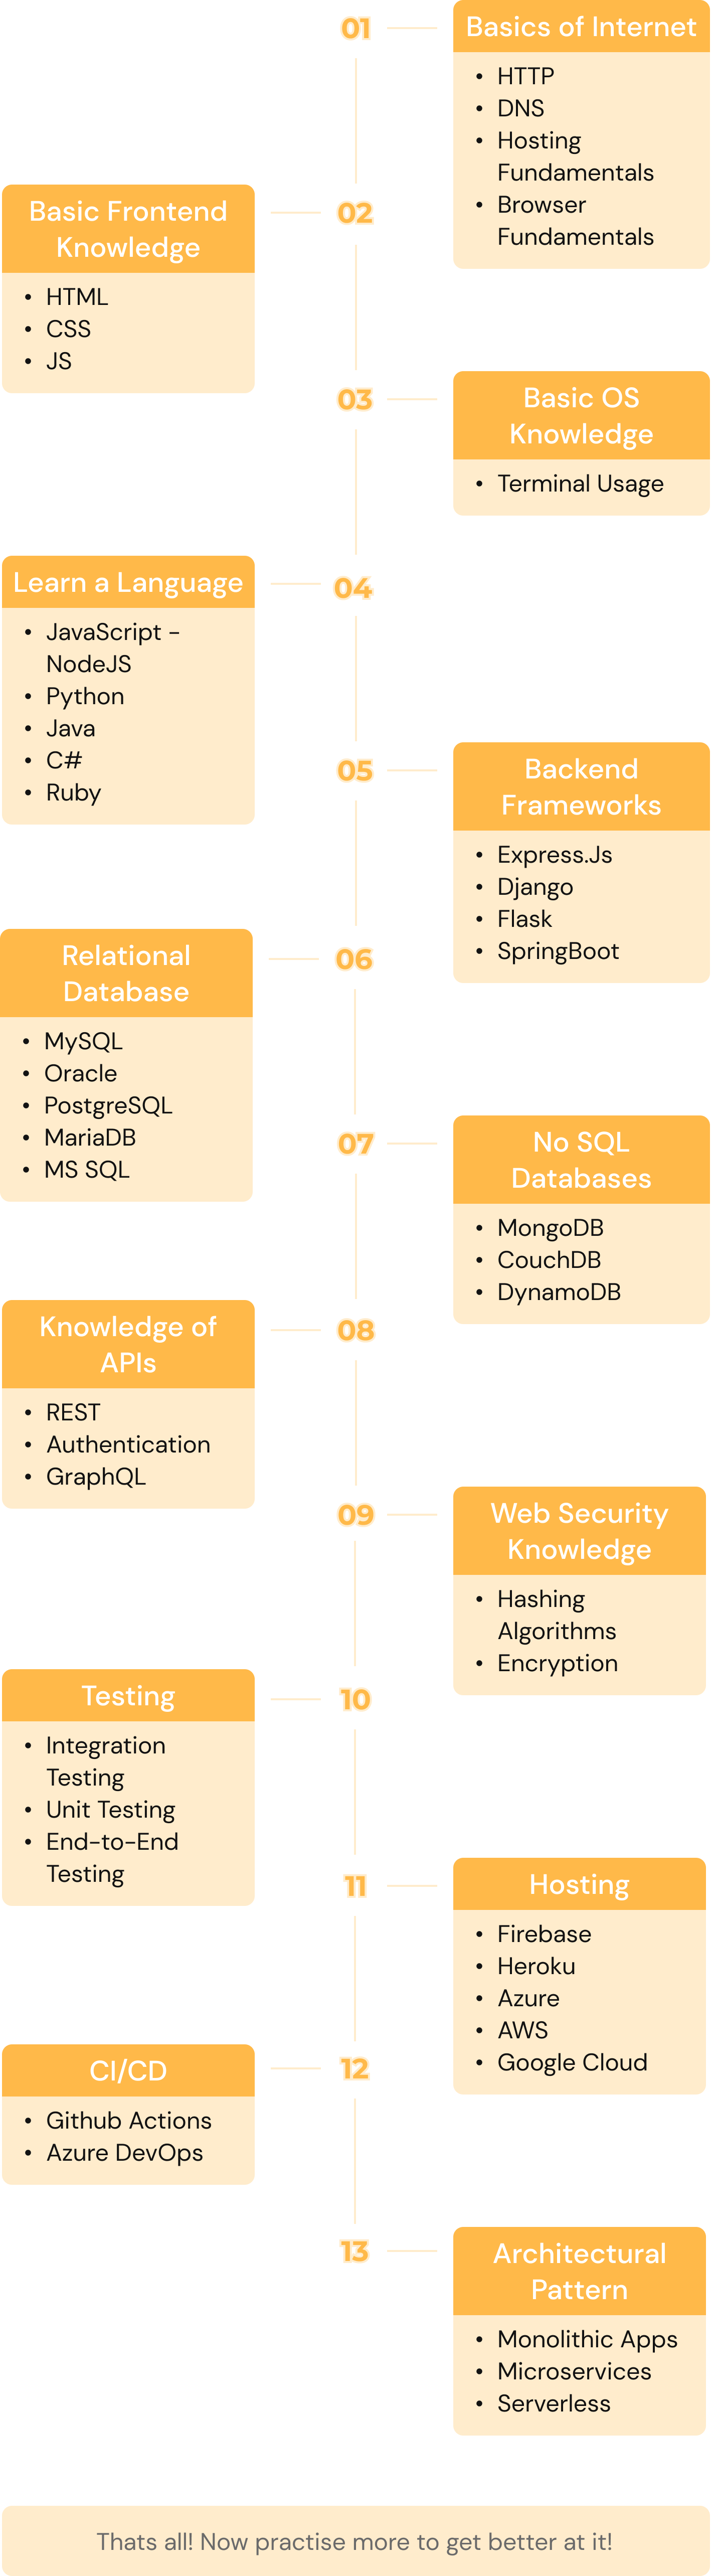 01
Basics of Internet
• HTTP
• DNS
• Hosting
Fundamentals
• Browser
Fundamentals
02
Basic Frontend
Knowledge
• HTML
• CSS
• JS
03
Basic OS
Knowledge
• Terminal Usage
04
Learn a Language
• JavaScript -
NodeJS
• Python
• Java
• C#
• Ruby
05
Backend
Frameworks
• Express.Js
• Django
• Flask
• SpringBoot
06
Relational
Database
• MySQL
• Oracle
• PostgreSQL
• MariaDB
• MS SQL
07
No SQL
Databases
• MongoDB
• CouchDB
• DynamoDB
08
Knowledge of
APIs
• REST
• Authentication
• GraphQL
09
Web Security
Knowledge
• Hashing
Algorithms
• Encryption
10
Testing
• Integration
Testing
• Unit Testing
• End-to-End
Testing
11
Hosting
• Firebase
• Heroku
• Azure
• AWS
• Google Cloud
12
CI/CD
• Github Actions
• Azure DevOps
13
Architectural
Pattern
• Monolithic Apps
• Microservices
• Serverless
Thats all! Now practise more to get better at it!